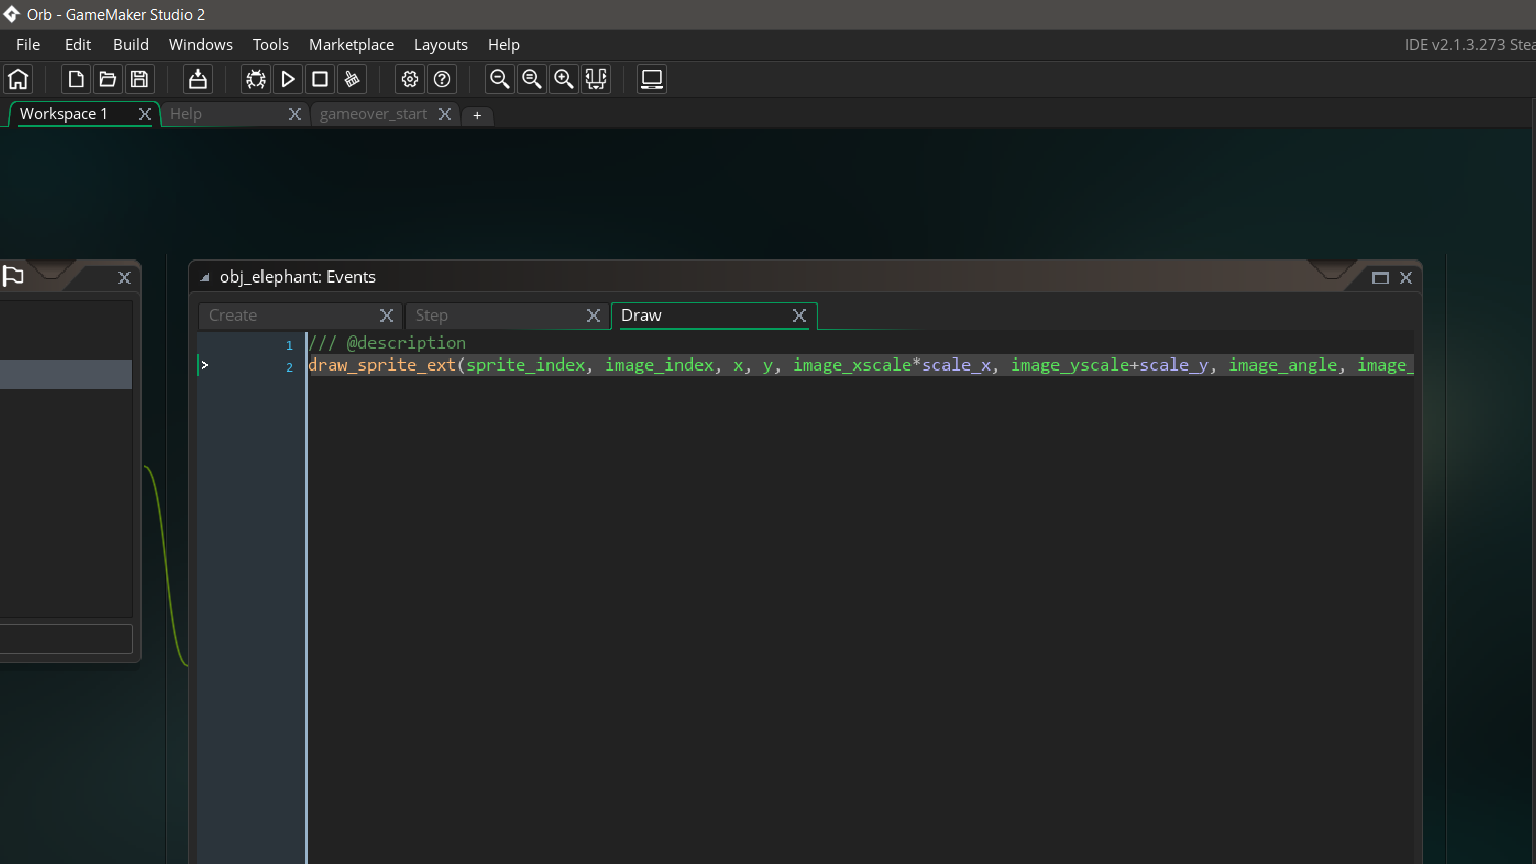 Orb - GameMaker Studio 2
File Edit Build Windows Tools Marketplace Layouts Help
IDE v2.1.3.273
Workspace 1 X Help X gameover_start X +
obj_elephant: Events
Create Step Draw
1 /// @description
2 draw_sprite_ext(sprite_index, image_index, x, y, image_xscale*scale_x, image_yscale+scale_y, image_angle, image_